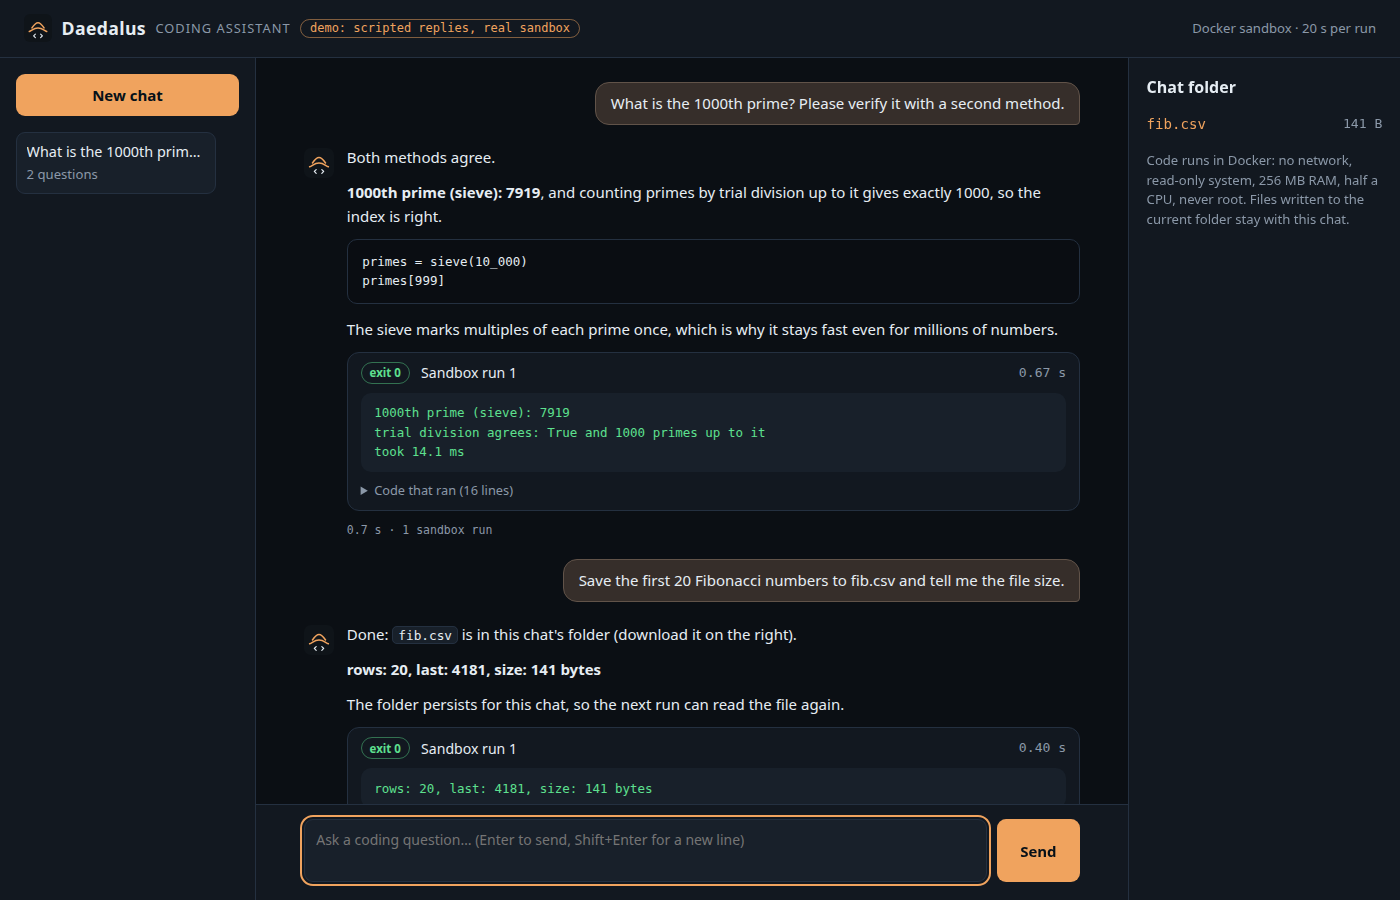 Daedalus CODING ASSISTANT demo: scripted replies, real sandbox
Docker sandbox · 20 s per run
New chat
What is the 1000th prim...
2 questions
What is the 1000th prime? Please verify it with a second method.
Both methods agree.
1000th prime (sieve): 7919, and counting primes by trial division up to it gives exactly 1000, so the
index is right.
primes = sieve(10_000)
primes[999]
The sieve marks multiples of each prime once, which is why it stays fast even for millions of numbers.
exit 0 Sandbox run 1 0.67 s
1000th prime (sieve): 7919
trial division agrees: True and 1000 primes up to it
took 14.1 ms
▶ Code that ran (16 lines)
0.7 s · 1 sandbox run
Save the first 20 Fibonacci numbers to fib.csv and tell me the file size.
Done: fib.csv is in this chat's folder (download it on the right).
rows: 20, last: 4181, size: 141 bytes
The folder persists for this chat, so the next run can read the file again.
exit 0 Sandbox run 1 0.40 s
rows: 20, last: 4181, size: 141 bytes
Ask a coding question... (Enter to send, Shift+Enter for a new line)
Send
Chat folder
fib.csv 141 B
Code runs in Docker: no network,
read-only system, 256 MB RAM, half a
CPU, never root. Files written to the
current folder stay with this chat.